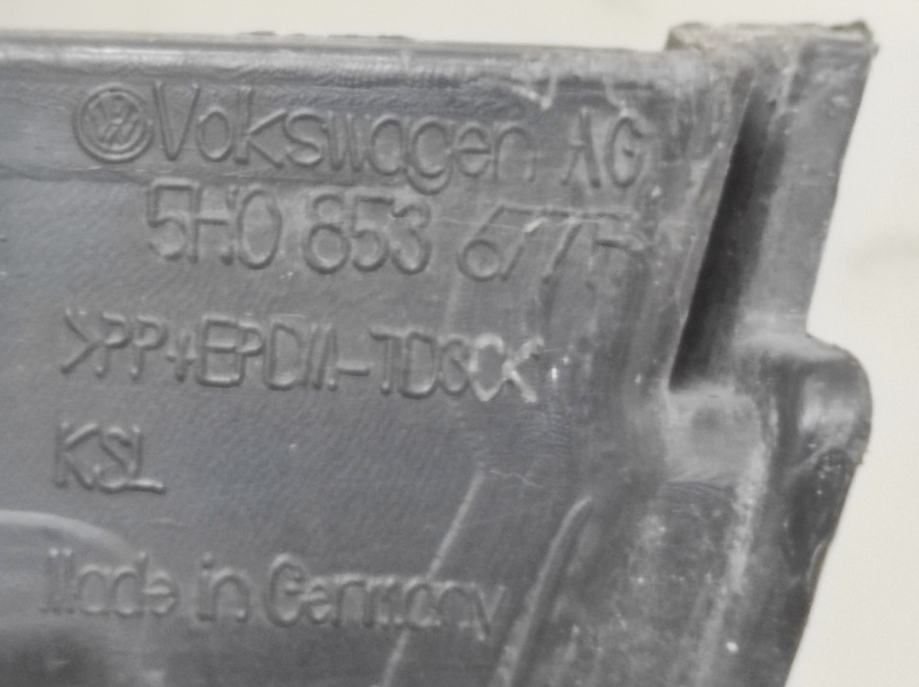 Volkswagen AG
5H0 853 677
>PP+EPDM-TD30<
KSL
Made in Germany